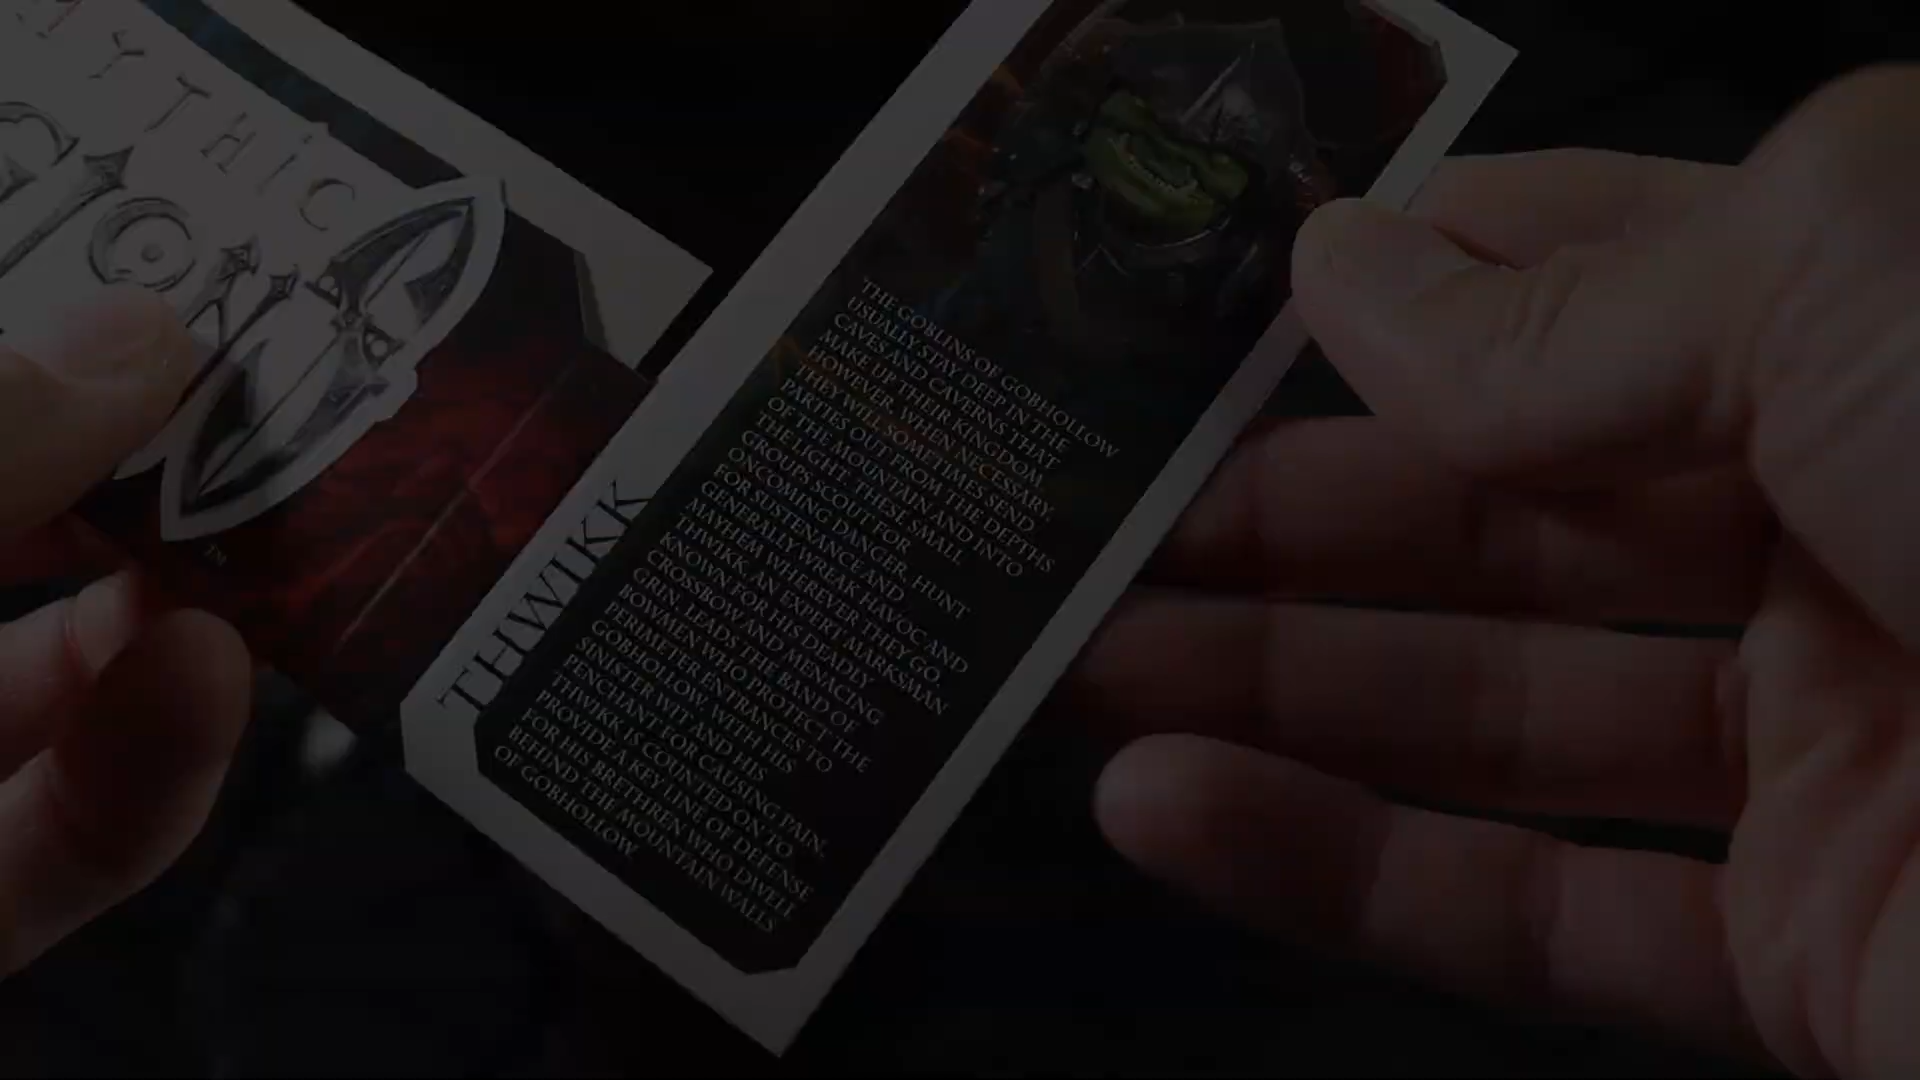 MYTHIC
LEGIONS
TM
THWIKK
THE GOBLINS OF GOBHOLLOW
USUALLY STAY DEEP IN THE
CAVES AND CAVERNS THAT
MAKE UP THEIR KINGDOM.
HOWEVER, WHEN NECESSARY,
THEY WILL SOMETIMES SEND
PARTIES OUT FROM THE DEPTHS
OF THE MOUNTAIN AND INTO
THE LIGHT. THESE SMALL
GROUPS SCOUT FOR
ONCOMING DANGER, HUNT
FOR SUSTENANCE AND
GENERALLY WREAK HAVOC AND
MAYHEM WHEREVER THEY GO.
THWIKK, AN EXPERT MARKSMAN
KNOWN FOR HIS DEADLY
CROSSBOW AND MENACING
GRIN, LEADS THE BAND OF
BOWMEN WHO PROTECT THE
PERIMETER ENTRANCES TO
GOBHOLLOW. WITH HIS
SINISTER WIT AND HIS
PENCHANT FOR CAUSING PAIN,
THWIKK IS COUNTED ON TO
PROVIDE A KEY LINE OF DEFENSE
FOR HIS BRETHREN WHO DWELL
BEHIND THE MOUNTAIN WALLS
OF GOBHOLLOW.